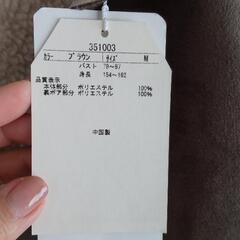 351003
カラー ブラウン サイズ M
バスト 79~87
身長 154~162
品質表示
本体部分 ポリエステル 100%
裏ボア部分 ポリエステル 100%
中国製